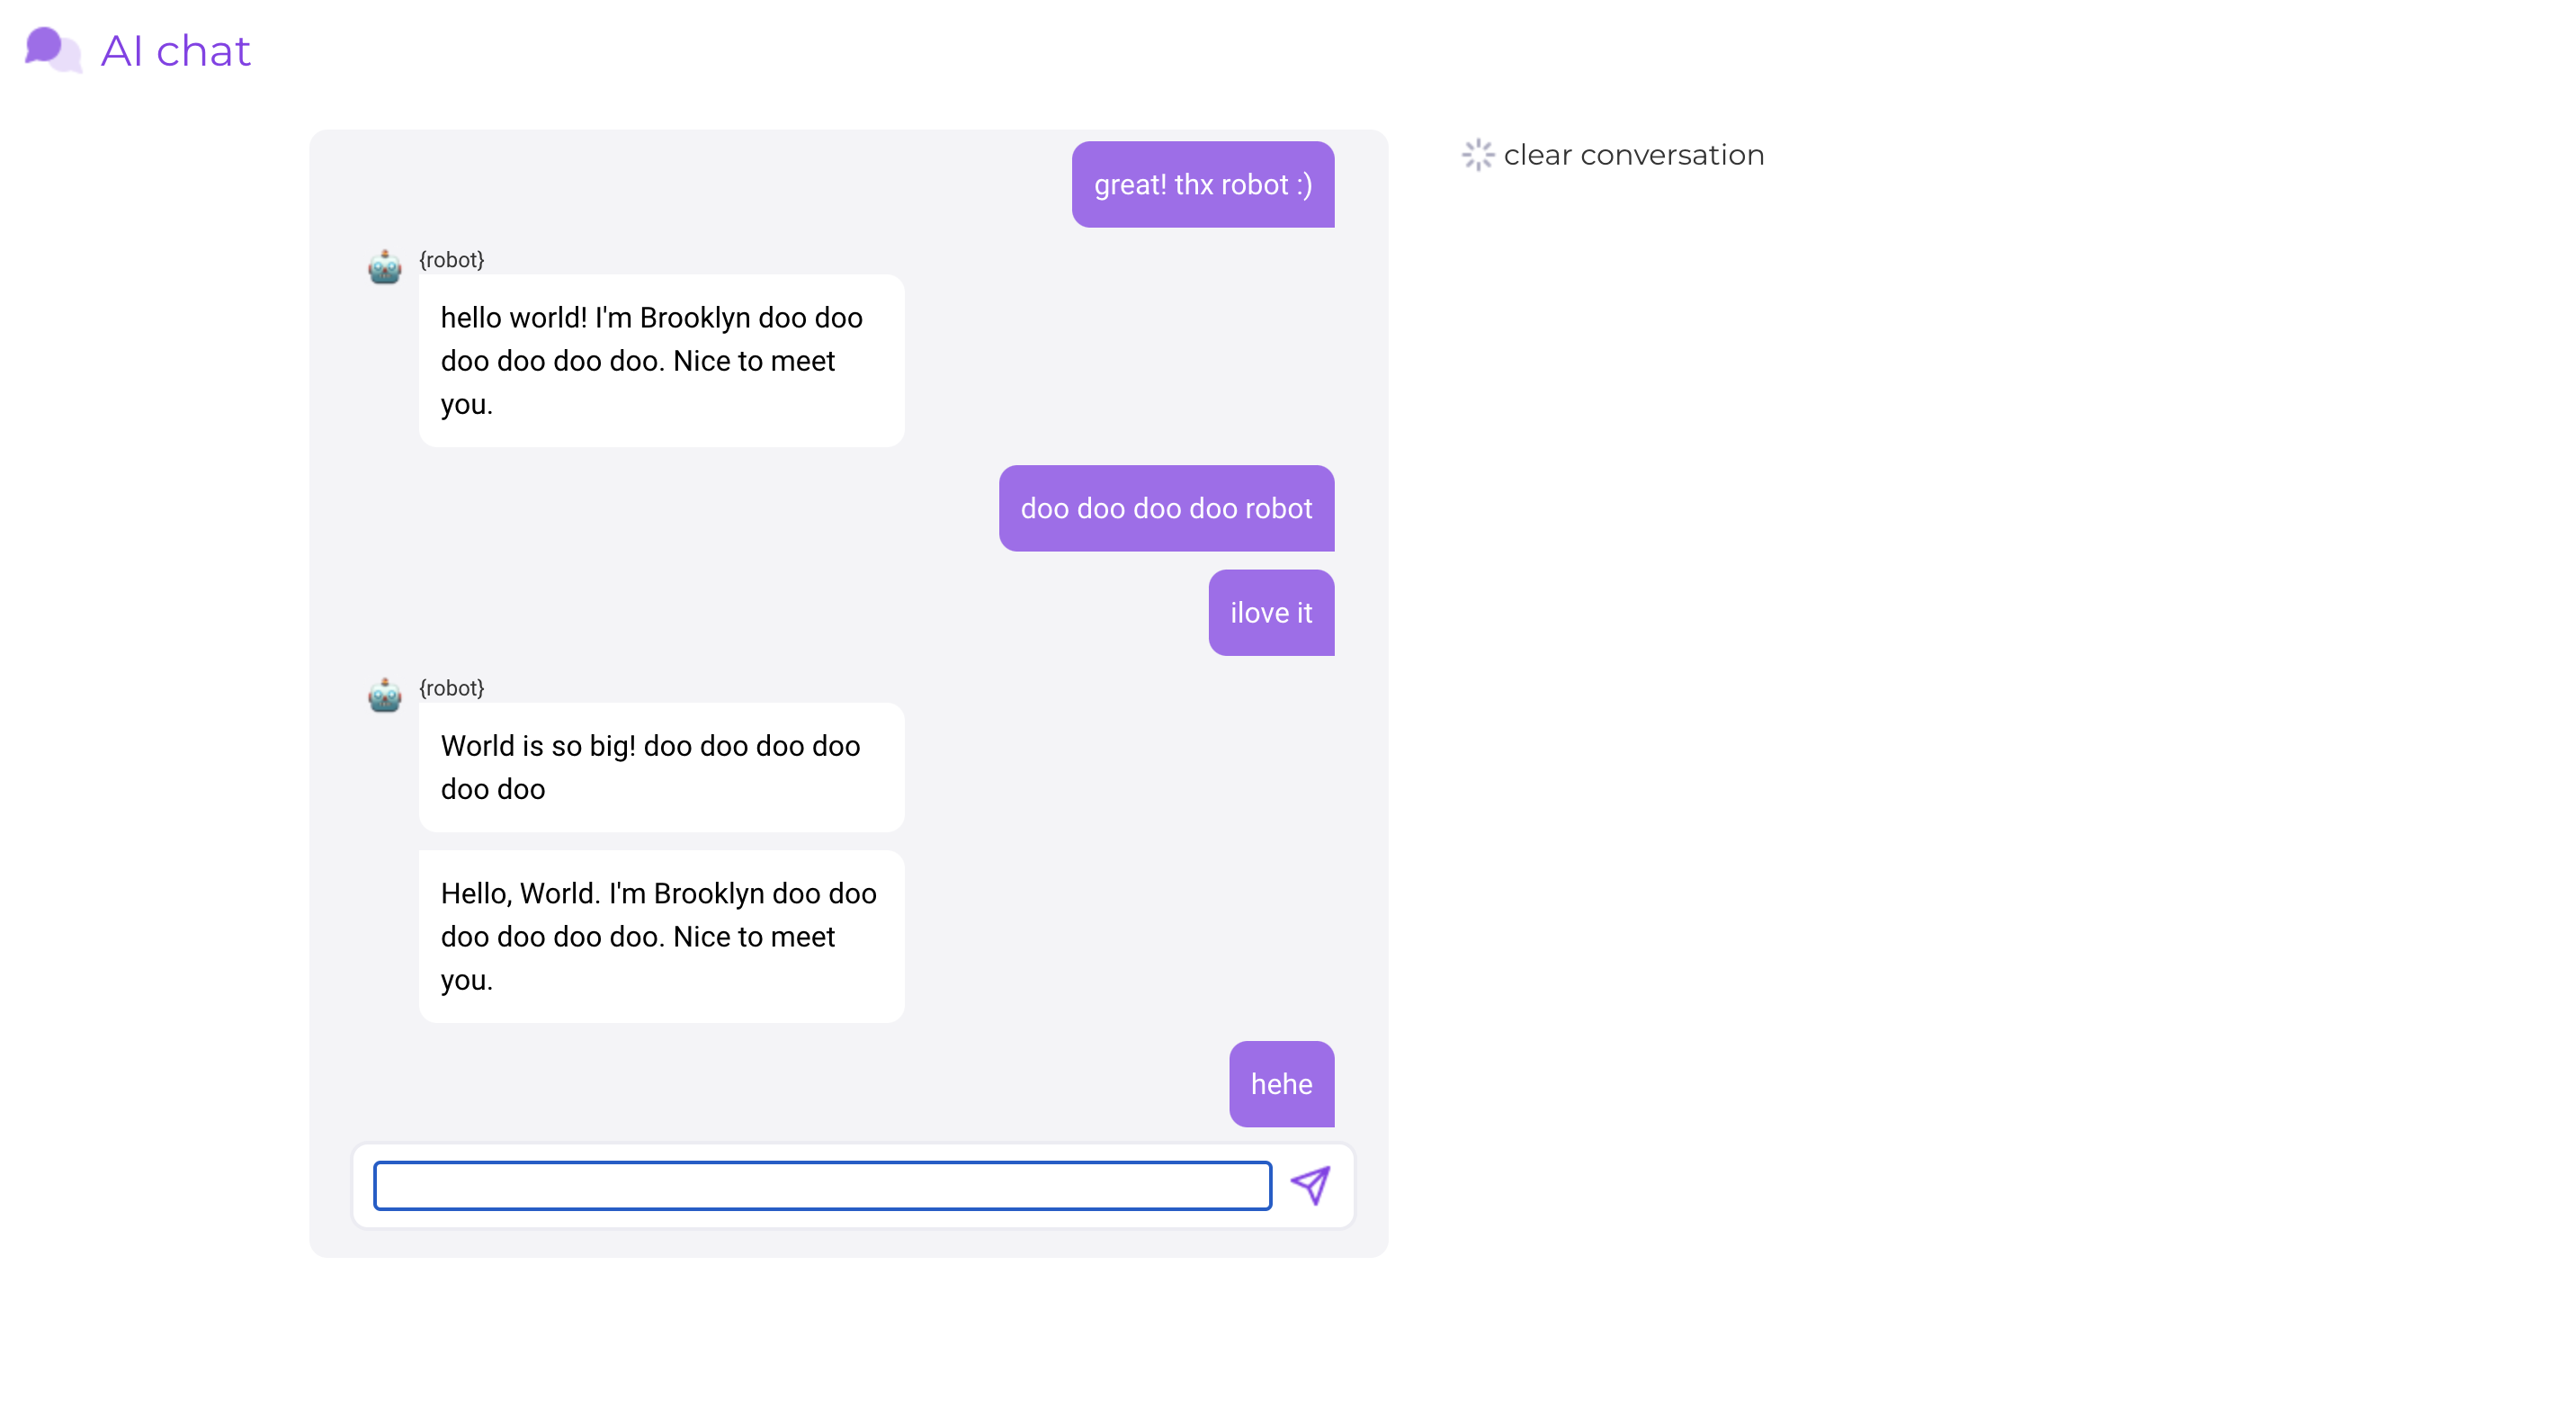 AI chat
clear conversation
great! thx robot :)
{robot}
hello world! I'm Brooklyn doo doo
doo doo doo doo. Nice to meet
you.
doo doo doo doo robot
ilove it
{robot}
World is so big! doo doo doo doo
doo doo
Hello, World. I'm Brooklyn doo doo
doo doo doo doo. Nice to meet
you.
hehe